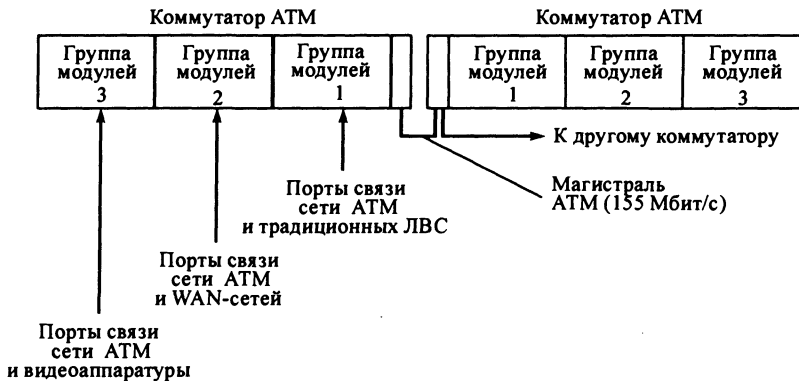 Коммутатор АТМ
Коммутатор АТМ
Группа
модулей
3
Группа
модулей
2
Группа
модулей
1
Группа
модулей
1
Группа
модулей
2
Группа
модулей
3
К другому коммутатору
Магистраль
АТМ (155 Мбит/с)
Порты связи
сети АТМ
и традиционных ЛВС
Порты связи
сети АТМ
и WAN-сетей
Порты связи
сети АТМ
и видеоаппаратуры